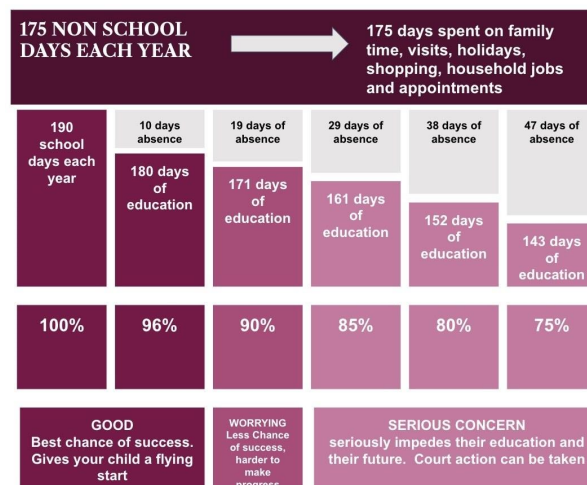 175 NON SCHOOL
DAYS EACH YEAR
175 days spent on family
time, visits, holidays,
shopping, household jobs
and appointments
190
school
days each
year
10 days
absence
180 days
of
education
19 days of
absence
171 days
of
education
29 days of
absence
161 days
of
education
38 days of
absence
152 days
of
education
47 days
of absence
143 days
of
education
100%
96%
90%
85%
80%
75%
GOOD
Best chance of success.
Gives your child a flying
start
WORRYING
Less Chance
of success,
harder to
make
progress
SERIOUS CONCERN
seriously impedes their education and
their future. Court action can be taken